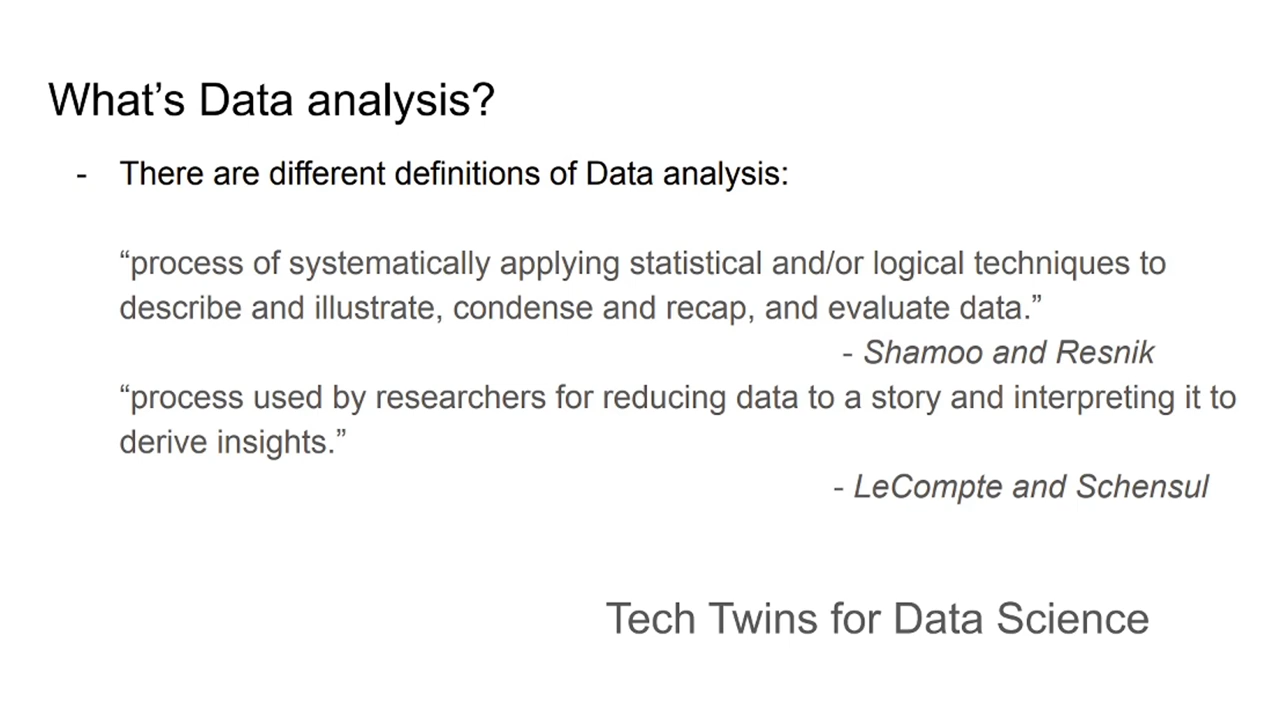 What’s Data analysis?
- There are different definitions of Data analysis:
“process of systematically applying statistical and/or logical techniques to
describe and illustrate, condense and recap, and evaluate data.”
- Shamoo and Resnik
“process used by researchers for reducing data to a story and interpreting it to
derive insights.”
- LeCompte and Schensul
Tech Twins for Data Science